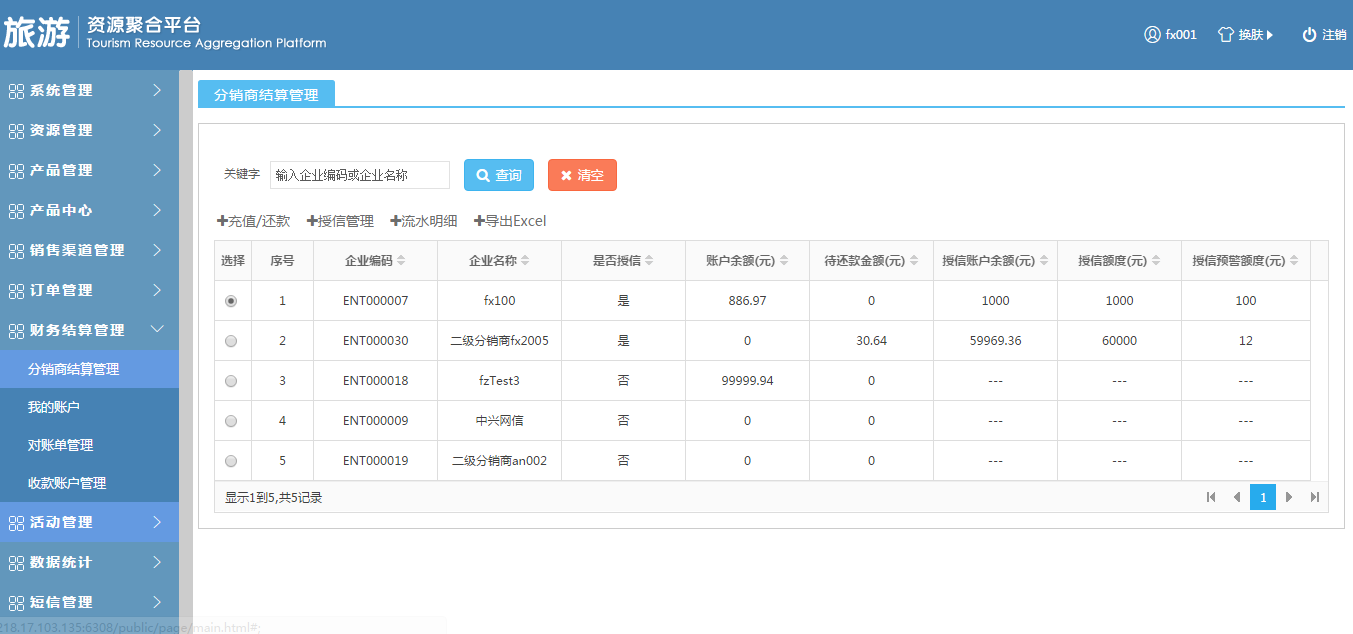 旅游 资源聚合平台
Tourism Resource Aggregation Platform
fx001 换肤 注销
系统管理
资源管理
产品管理
产品中心
销售渠道管理
订单管理
财务结算管理
分销商结算管理
我的账户
对账单管理
收款账户管理
活动管理
数据统计
短信管理
218.17.103.135:6308/public/page/main.html#;
分销商结算管理
关键字 输入企业编码或企业名称 查询 清空
充值/还款 授信管理 流水明细 导出Excel
选择 序号 企业编码 企业名称 是否授信 账户余额(元) 待还款金额(元) 授信账户余额(元) 授信额度(元) 授信预警额度(元)
1 ENT000007 fx100 是 886.97 0 1000 1000 100
2 ENT000030 二级分销商fx2005 是 0 30.64 59969.36 60000 12
3 ENT000018 fzTest3 否 99999.94 0 --- --- ---
4 ENT000009 中兴网信 否 0 0 --- --- ---
5 ENT000019 二级分销商an002 否 0 0 --- --- ---
显示1到5,共5记录 1